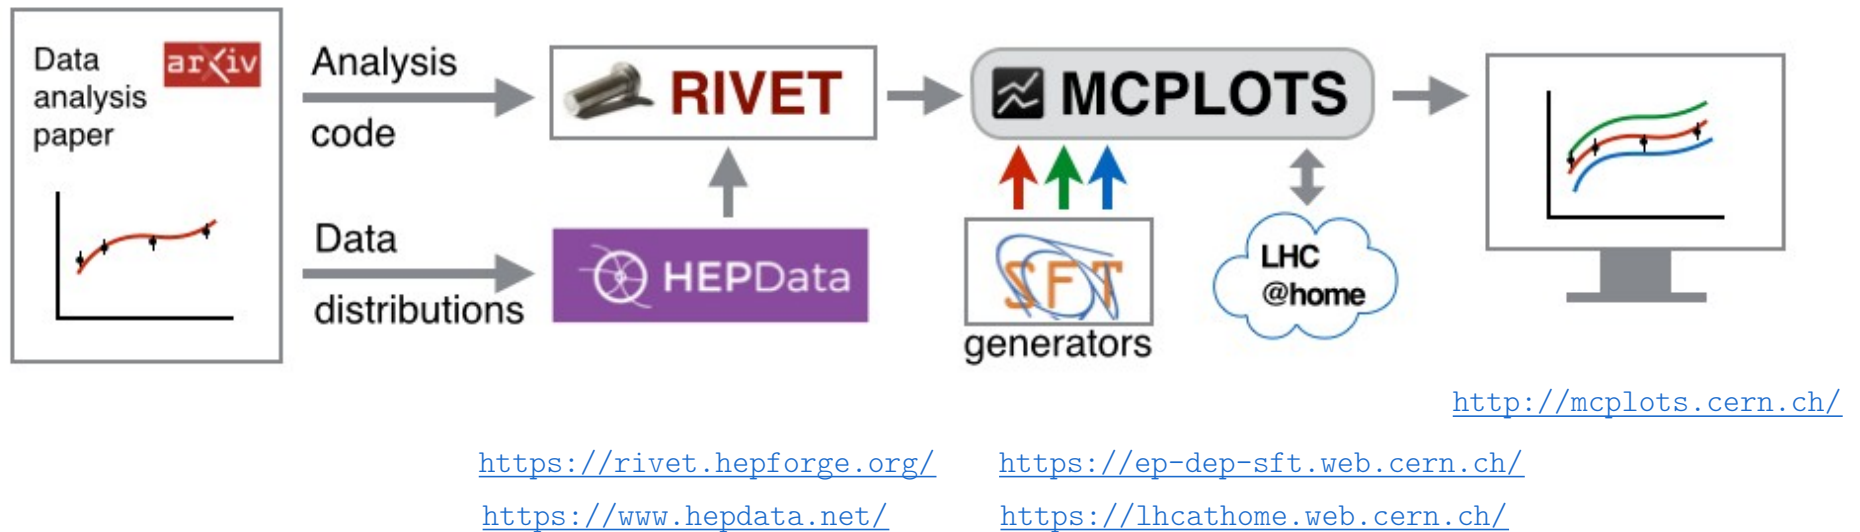 Data
analysis
paper
arXiv
Analysis
code
RIVET
MCPLOTS
Data
distributions
HEPData
SFT
generators
LHC
@home
http://mcplots.cern.ch/
https://rivet.hepforge.org/
https://ep-dep-sft.web.cern.ch/
https://www.hepdata.net/
https://lhcathome.web.cern.ch/